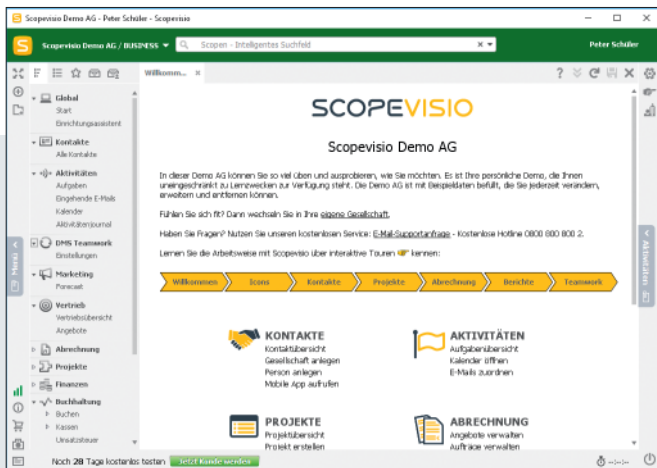 Scopevisio Demo AG - Peter Schüler - Scopevisio
Scopevisio Demo AG / BUSINESS
Scopen - Intelligentes Suchfeld
Peter Schüler
Willkomm...
Global
Start
Einrichtungsassistent
Kontakte
Alle Kontakte
Aktivitäten
Aufgaben
Eingehende E-Mails
Kalender
Aktivitätenjournal
DMS Teamwork
Einstellungen
Marketing
Forecast
Vertrieb
Vertriebsübersicht
Angebote
Abrechnung
Projekte
Finanzen
Buchhaltung
Buchen
Kassen
Umsatzsteuer
Menü
SCOPEVISIO
Scopevisio Demo AG
In dieser Demo AG können Sie so viel üben und ausprobieren, wie Sie möchten. Es ist Ihre persönliche Demo, die Ihnen
uneingeschränkt zu Lernzwecken zur Verfügung steht. Die Demo AG ist mit Beispieldaten befüllt, die Sie jederzeit verändern,
erweitern und entfernen können.
Fühlen Sie sich fit? Dann wechseln Sie in Ihre eigene Gesellschaft.
Haben Sie Fragen? Nutzen Sie unseren kostenlosen Service: E-Mail-Supportanfrage - Kostenlose Hotline 0800 800 800 2.
Lernen Sie die Arbeitsweise mit Scopevisio über interaktive Touren kennen:
Willkommen Icons Kontakte Projekte Abrechnung Berichte Teamwork
KONTAKTE
Kontaktübersicht
Gesellschaft anlegen
Person anlegen
Mobile App aufrufen
AKTIVITÄTEN
Aufgabenübersicht
Kalender öffnen
E-Mails zuordnen
PROJEKTE
Projektübersicht
Projekt erstellen
ABRECHNUNG
Angebote verwalten
Aufträge verwalten
Aktivitäten
Noch 28 Tage kostenlos testen
Jetzt Kunde werden
--:--:--